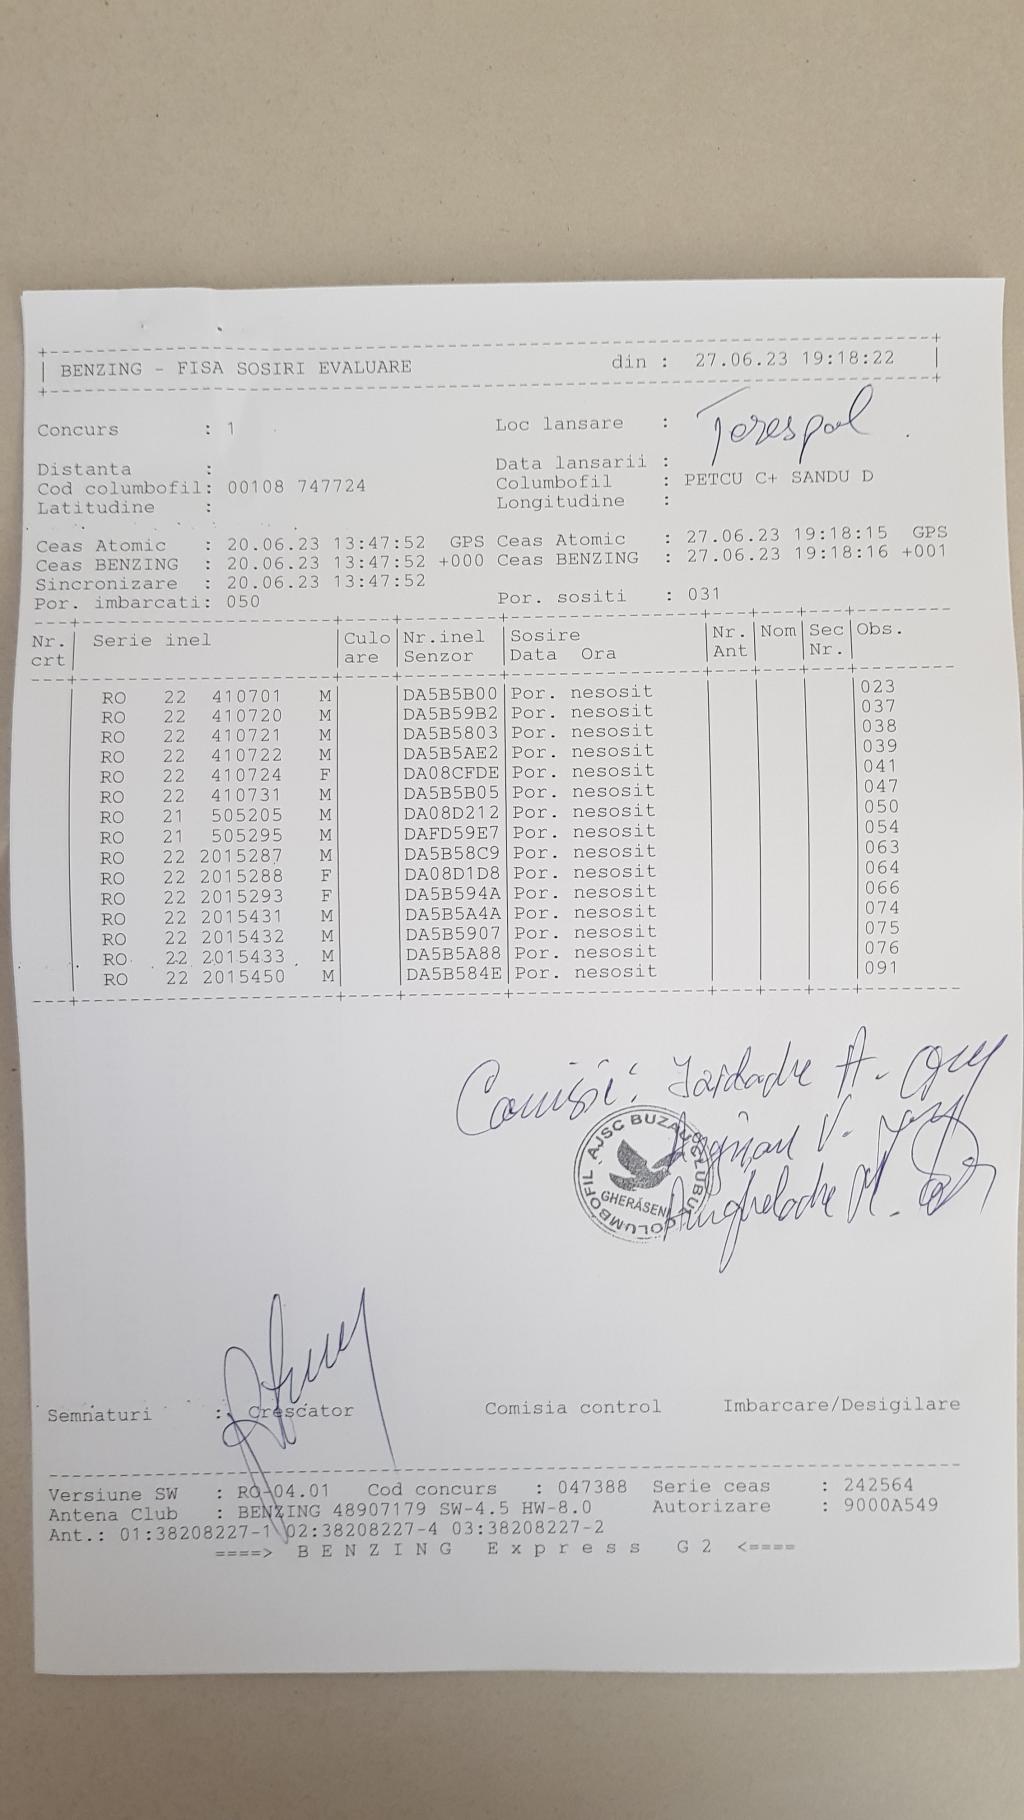 BENZING - FISA SOSIRI EVALUARE din : 27.06.23 19:18:22
Concurs : 1 Loc lansare : Terespol
Distanta : Data lansarii :
Cod columbofil: 00108 747724 Columbofil : PETCU C+ SANDU D
Latitudine : Longitudine :
Ceas Atomic : 20.06.23 13:47:52 GPS Ceas Atomic : 27.06.23 19:18:15 GPS
Ceas BENZING : 20.06.23 13:47:52 +000 Ceas BENZING : 27.06.23 19:18:16 +001
Sincronizare : 20.06.23 13:47:52
Por. imbarcati: 050 Por. sositi : 031
Nr. Serie inel Culo Nr.inel Sosire Nr. Nom Sec Obs.
crt are Senzor Data Ora Ant Nr.
RO 22 410701 M DA5B5B00 Por. nesosit 023
RO 22 410720 M DA5B59B2 Por. nesosit 037
RO 22 410721 M DA5B5803 Por. nesosit 038
RO 22 410722 M DA5B5AE2 Por. nesosit 039
RO 22 410724 F DA08CFDE Por. nesosit 041
RO 22 410731 M DA5B5B05 Por. nesosit 047
RO 21 505205 M DA08D212 Por. nesosit 050
RO 21 505295 M DAFD59E7 Por. nesosit 054
RO 22 2015287 M DA5B58C9 Por. nesosit 063
RO 22 2015288 F DA08D1D8 Por. nesosit 064
RO 22 2015293 F DA5B594A Por. nesosit 066
RO 22 2015431 M DA5B5A4A Por. nesosit 074
RO 22 2015432 M DA5B5907 Por. nesosit 075
RO 22 2015433 M DA5B5A88 Por. nesosit 076
RO 22 2015450 M DA5B584E Por. nesosit 091
A.
V.
AJSC BUZAU
GHERĂSENI
Semnaturi : Crescator Comisia control Imbarcare/Desigilare
Versiune SW : RO-04.01 Cod concurs : 047388 Serie ceas : 242564
Antena Club : BENZING 48907179 SW-4.5 HW-8.0 Autorizare : 9000A549
Ant.: 01:38208227-1 02:38208227-4 03:38208227-2
====> B E N Z I N G E x p r e s s G 2 <====